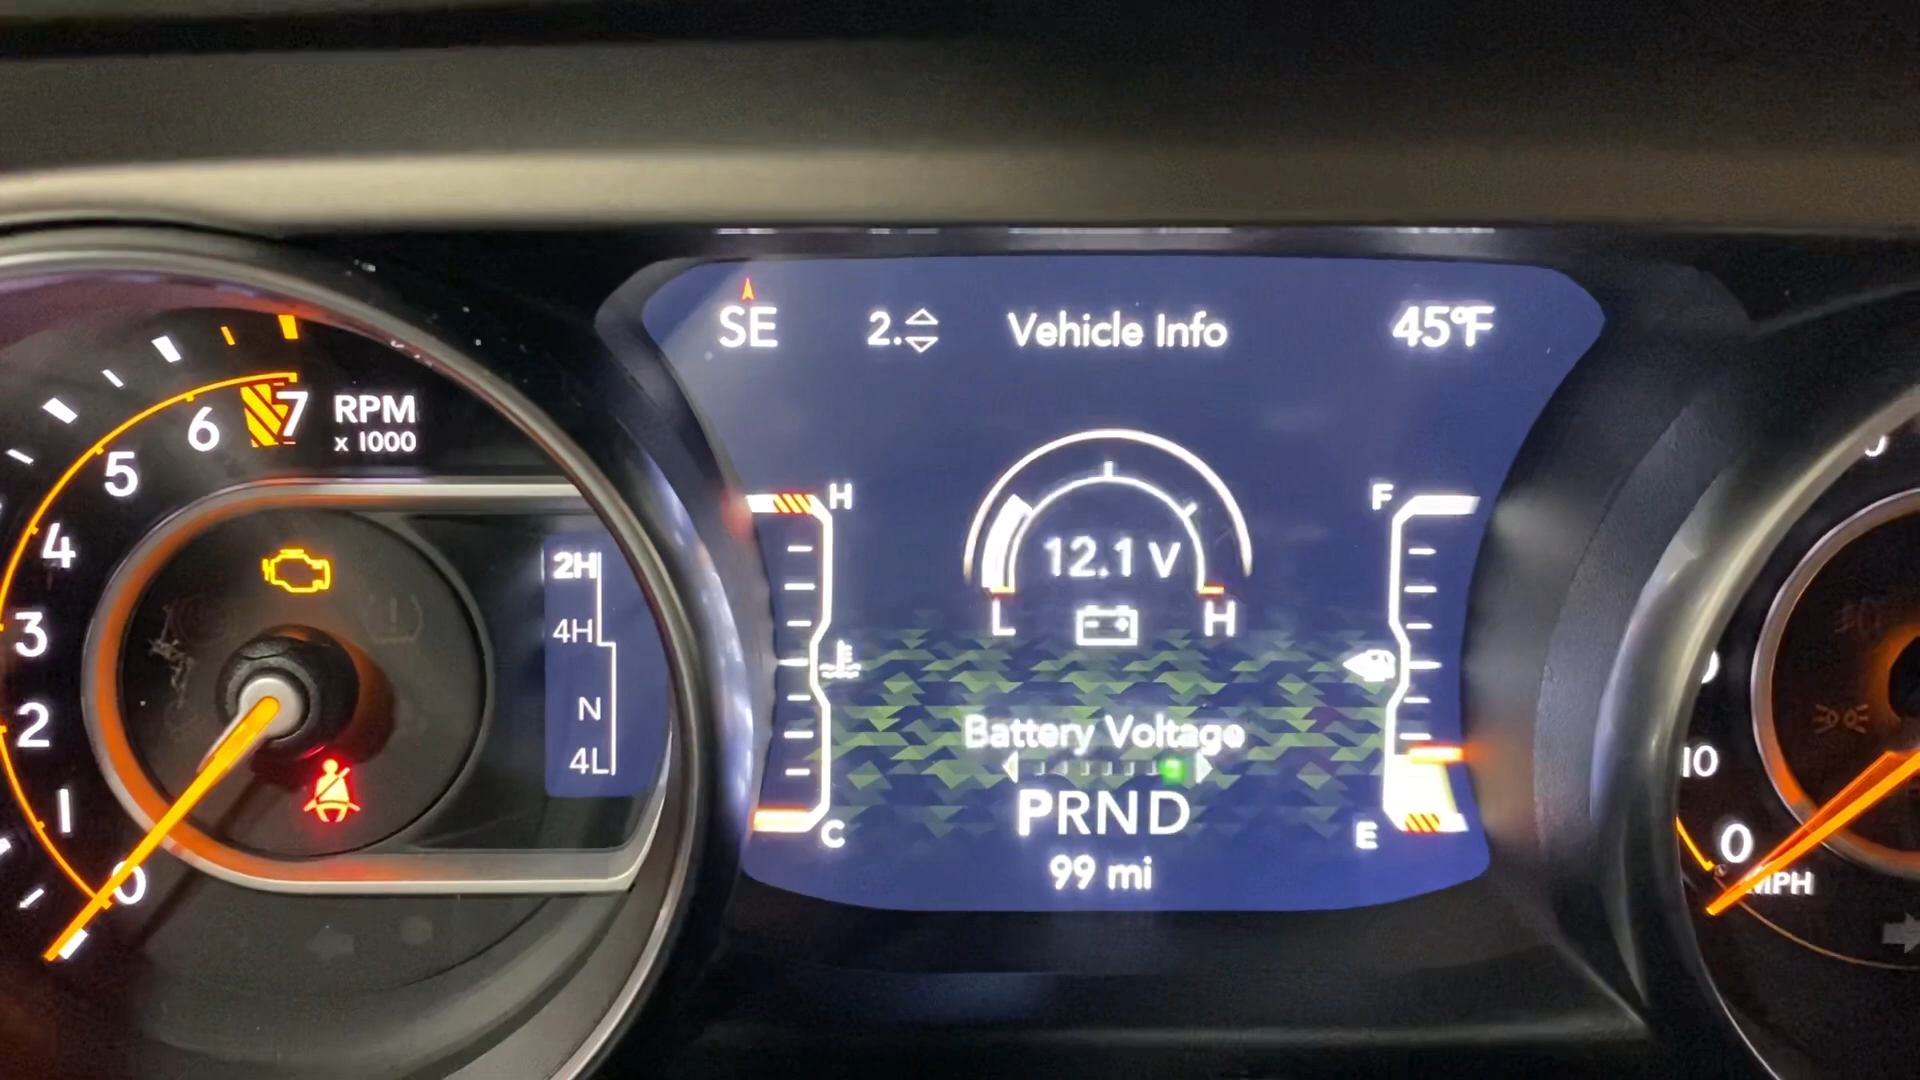 SE 2. Vehicle Info 45°F
7 RPM
x 1000
6
5
4
3
2
1
0
2H
4H
N
4L
H
C
12.1 V
L H
Battery Voltage
PRND
99 mi
F
E
10
0
MPH